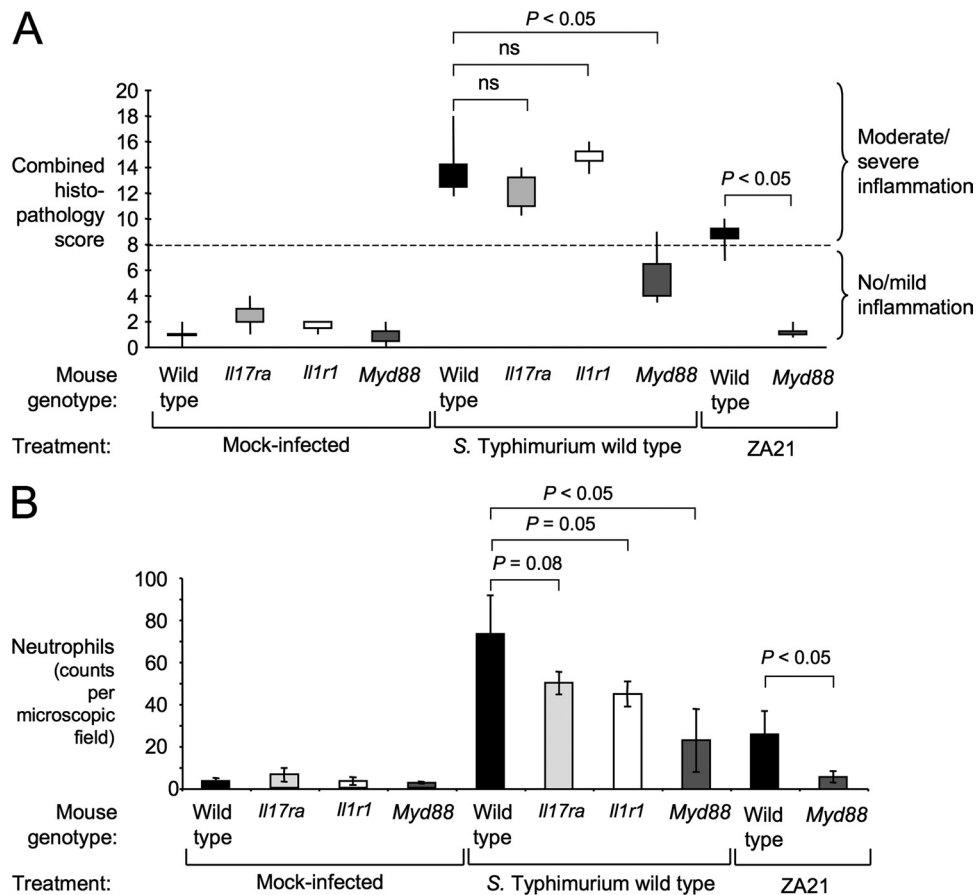 A
P < 0.05
ns
ns
20
18
16
14
12
10
8
6
4
2
0
Combined
histo-
pathology
score
Moderate/
severe
inflammation
P < 0.05
No/mild
inflammation
Mouse
genotype:
Wild
type
Il17ra
Il1r1
Myd88
Wild
type
Il17ra
Il1r1
Myd88
Wild
type
Myd88
Treatment:
Mock-infected
S. Typhimurium wild type
ZA21
B
P < 0.05
P = 0.05
P = 0.08
100
80
60
40
20
0
Neutrophils
(counts
per
microscopic
field)
P < 0.05
Mouse
genotype:
Wild
type
Il17ra
Il1r1
Myd88
Wild
type
Il17ra
Il1r1
Myd88
Wild
type
Myd88
Treatment:
Mock-infected
S. Typhimurium wild type
ZA21